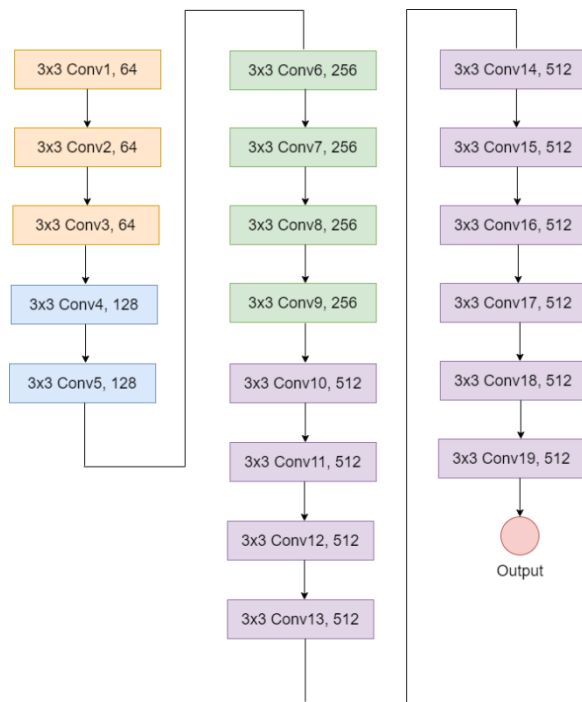 3x3 Conv1, 64
3x3 Conv2, 64
3x3 Conv3, 64
3x3 Conv4, 128
3x3 Conv5, 128
3x3 Conv6, 256
3x3 Conv7, 256
3x3 Conv8, 256
3x3 Conv9, 256
3x3 Conv10, 512
3x3 Conv11, 512
3x3 Conv12, 512
3x3 Conv13, 512
3x3 Conv14, 512
3x3 Conv15, 512
3x3 Conv16, 512
3x3 Conv17, 512
3x3 Conv18, 512
3x3 Conv19, 512
Output